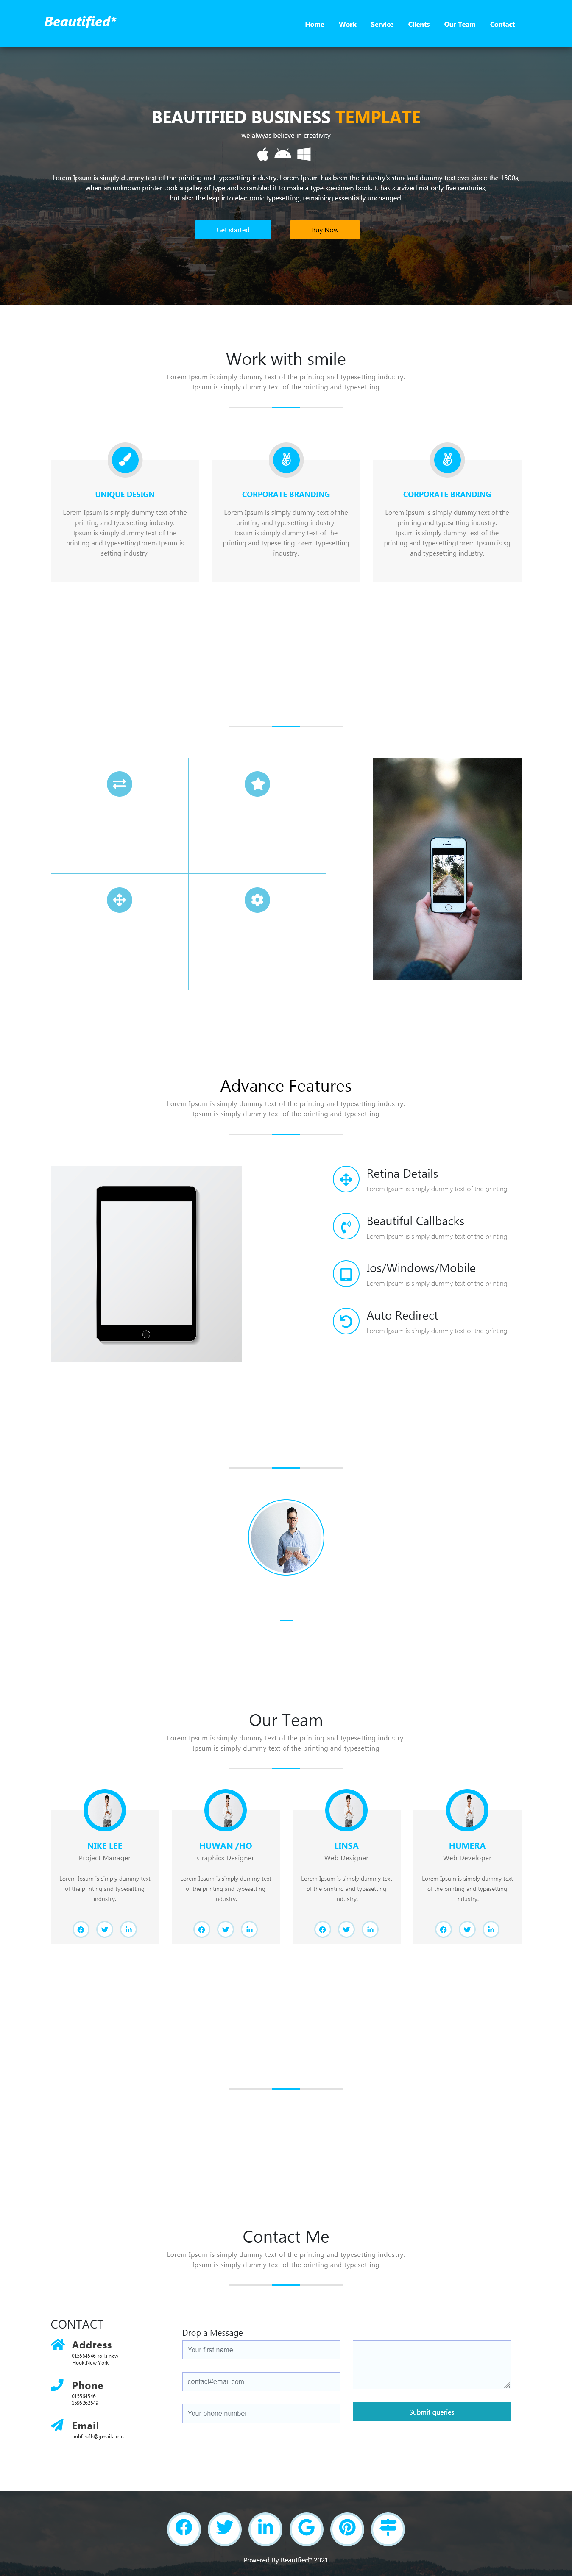 Beautified*
Home Work Service Clients Our Team Contact
BEAUTIFIED BUSINESS TEMPLATE
we alwyas believe in creativity
Lorem Ipsum is simply dummy text of the printing and typesetting industry. Lorem Ipsum has been the industry's standard dummy text ever since the 1500s,
when an unknown printer took a galley of type and scrambled it to make a type specimen book. It has survived not only five centuries,
but also the leap into electronic typesetting, remaining essentially unchanged.
Get started
Buy Now
Work with smile
Lorem Ipsum is simply dummy text of the printing and typesetting industry.
Ipsum is simply dummy text of the printing and typesetting
UNIQUE DESIGN
Lorem Ipsum is simply dummy text of the
printing and typesetting industry.
Ipsum is simply dummy text of the
printing and typesettingLorem Ipsum is
setting industry.
CORPORATE BRANDING
Lorem Ipsum is simply dummy text of the
printing and typesetting industry.
Ipsum is simply dummy text of the
printing and typesettingLorem typesetting
industry.
CORPORATE BRANDING
Lorem Ipsum is simply dummy text of the
printing and typesetting industry.
Ipsum is simply dummy text of the
printing and typesettingLorem Ipsum is sg
and typesetting industry.
Advance Features
Lorem Ipsum is simply dummy text of the printing and typesetting industry.
Ipsum is simply dummy text of the printing and typesetting
Retina Details
Lorem Ipsum is simply dummy text of the printing
Beautiful Callbacks
Lorem Ipsum is simply dummy text of the printing
Ios/Windows/Mobile
Lorem Ipsum is simply dummy text of the printing
Auto Redirect
Lorem Ipsum is simply dummy text of the printing
Our Team
Lorem Ipsum is simply dummy text of the printing and typesetting industry.
Ipsum is simply dummy text of the printing and typesetting
NIKE LEE
Project Manager
Lorem Ipsum is simply dummy text
of the printing and typesetting
industry.
HUWAN /HO
Graphics Designer
Lorem Ipsum is simply dummy text
of the printing and typesetting
industry.
LINSA
Web Designer
Lorem Ipsum is simply dummy text
of the printing and typesetting
industry.
HUMERA
Web Developer
Lorem Ipsum is simply dummy text
of the printing and typesetting
industry.
Contact Me
Lorem Ipsum is simply dummy text of the printing and typesetting industry.
Ipsum is simply dummy text of the printing and typesetting
CONTACT
Address
015564546 rolls new
Hook,New York
Phone
015564546
1595262549
Email
buhfeufh@gmail.com
Drop a Message
Your first name
contact#email.com
Your phone number
Submit queries
Powered By Beautfied* 2021